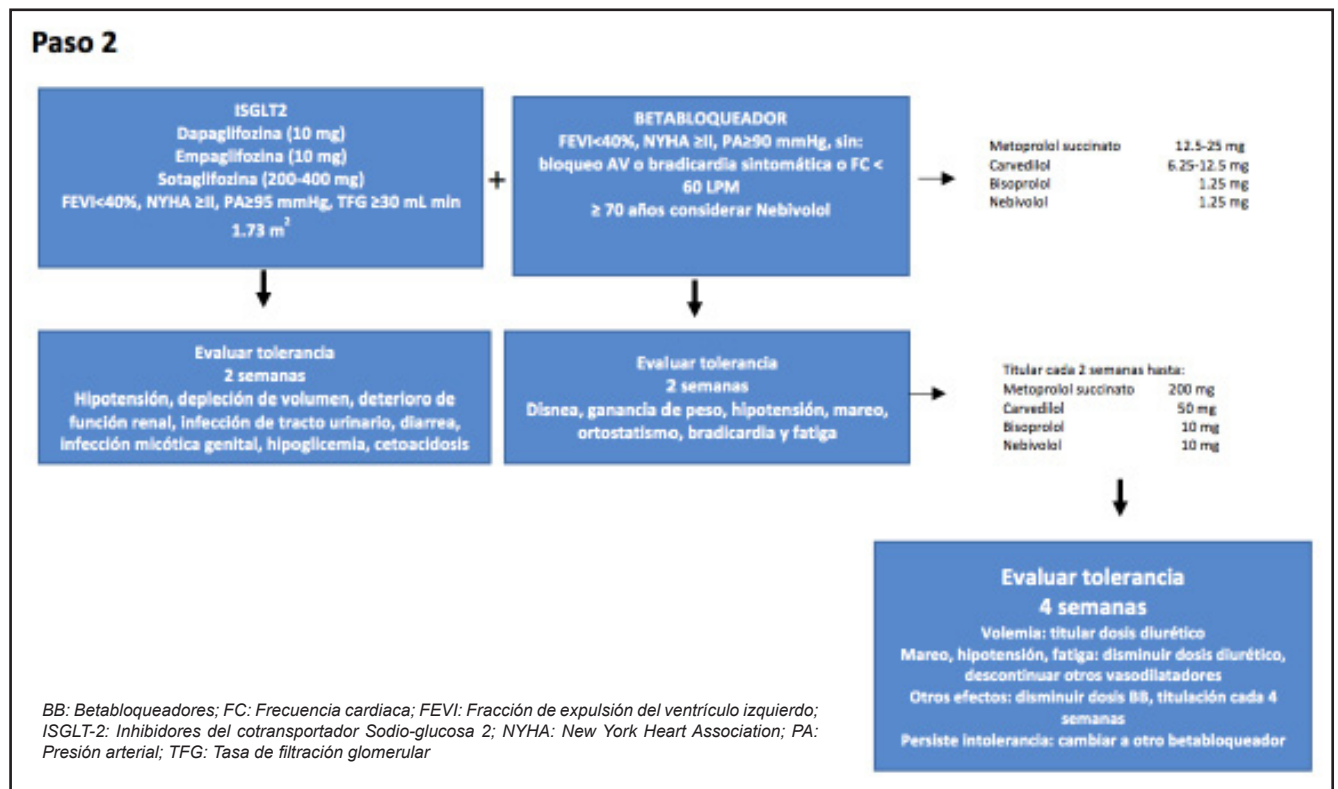 Paso 2
ISGLT2
Dapaglifozina (10 mg)
Empaglifozina (10 mg)
Sotaglifozina (200-400 mg)
FEVI<40%, NYHA ≥II, PA≥95 mmHg, TFG ≥30 mL min
1.73 m²
+
BETABLOQUEADOR
FEVI<40%, NYHA ≥II, PA≥90 mmHg, sin:
bloqueo AV o bradicardia sintomática o FC <
60 LPM
≥ 70 años considerar Nebivolol
Metoprolol succinato 12.5-25 mg
Carvedilol 6.25-12.5 mg
Bisoprolol 1.25 mg
Nebivolol 1.25 mg
Evaluar tolerancia
2 semanas
Hipotensión, depleción de volumen, deterioro de
función renal, infección de tracto urinario, diarrea,
infección micótica genital, hipoglicemia, cetoacidosis
Evaluar tolerancia
2 semanas
Disnea, ganancia de peso, hipotensión, mareo,
ortostatismo, bradicardia y fatiga
Titular cada 2 semanas hasta:
Metoprolol succinato 200 mg
Carvedilol 50 mg
Bisoprolol 10 mg
Nebivolol 10 mg
Evaluar tolerancia
4 semanas
Volemia: titular dosis diurético
Mareo, hipotensión, fatiga: disminuir dosis diurético,
descontinuar otros vasodilatadores
Otros efectos: disminuir dosis BB, titulación cada 4
semanas
Persiste intolerancia: cambiar a otro betabloqueador
BB: Betabloqueadores; FC: Frecuencia cardiaca; FEVI: Fracción de expulsión del ventrículo izquierdo;
ISGLT-2: Inhibidores del cotransportador Sodio-glucosa 2; NYHA: New York Heart Association; PA:
Presión arterial; TFG: Tasa de filtración glomerular